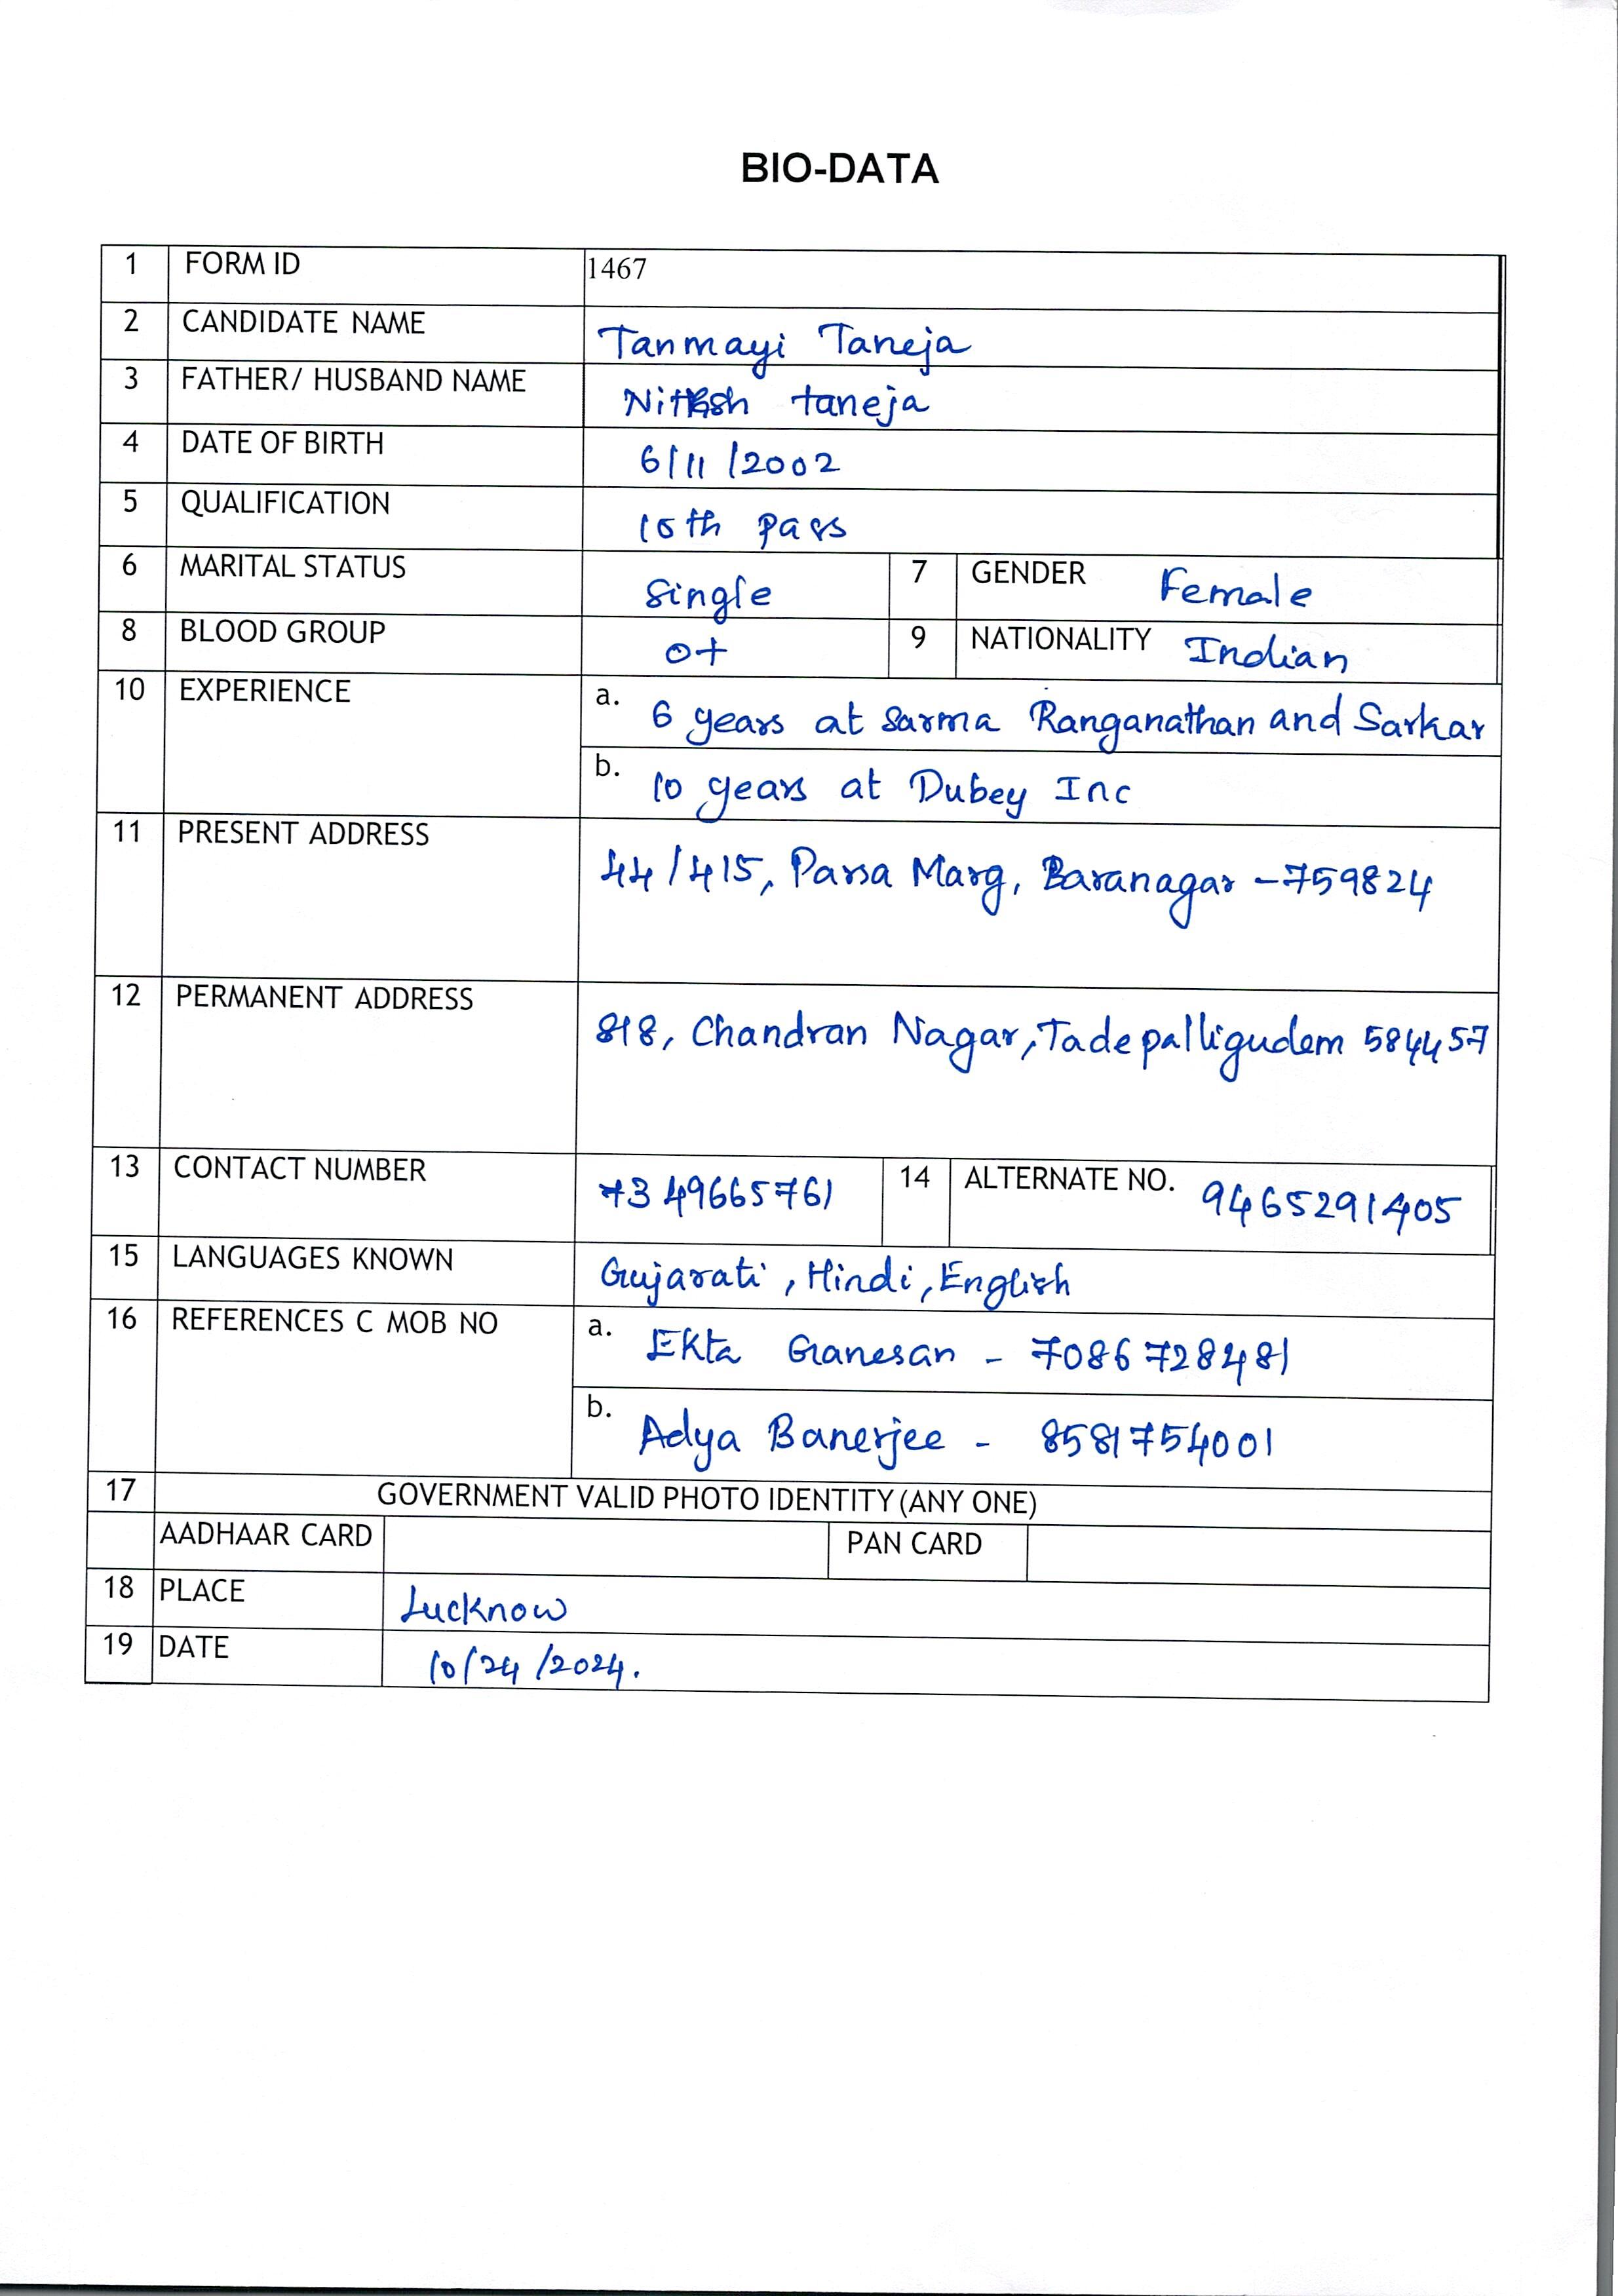 BIO-DATA
1 FORM ID 1467
2 CANDIDATE NAME Tanmayi Taneja
3 FATHER/ HUSBAND NAME taneja
4 DATE OF BIRTH 6/11/2002
5 QUALIFICATION 10th pass
6 MARITAL STATUS Single 7 GENDER Female
8 BLOOD GROUP O+ 9 NATIONALITY Indian
10 EXPERIENCE a. 6 years at Sarma Ranganathan and Sarkar
b. 10 years at Dubey Inc
11 PRESENT ADDRESS 44/415, Parsa Marg, Baranagar -759824
12 PERMANENT ADDRESS 818, Chandran Nagar, Tadepalligudem 584457
13 CONTACT NUMBER 7349665761 14 ALTERNATE NO. 9465291405
15 LANGUAGES KNOWN Gujarati, Hindi, English
16 REFERENCES C MOB NO a. Ekta Ganesan - 7086728481
b. Adya Banerjee - 8581754001
17 GOVERNMENT VALID PHOTO IDENTITY (ANY ONE)
AADHAAR CARD PAN CARD
18 PLACE Lucknow
19 DATE 10/24/2024.